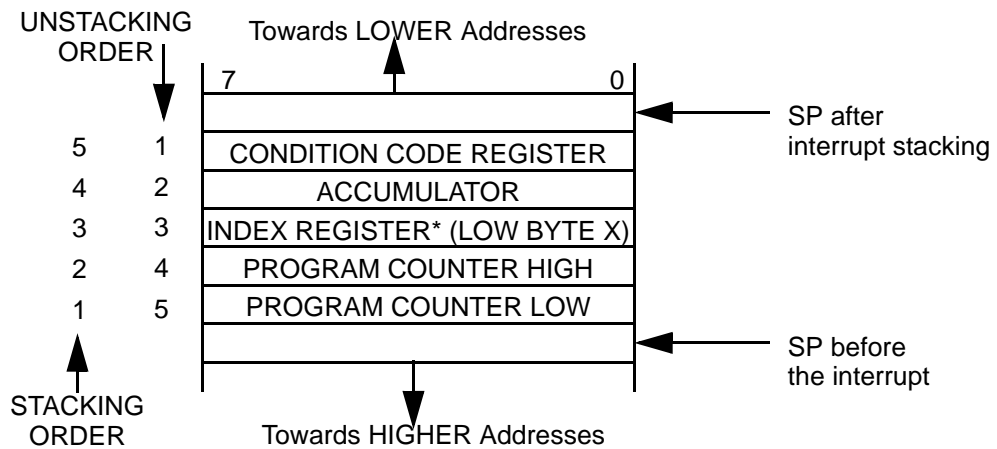 UNSTACKING
ORDER
Towards LOWER Addresses
7 0
SP after
interrupt stacking
5 1 CONDITION CODE REGISTER
4 2 ACCUMULATOR
3 3 INDEX REGISTER* (LOW BYTE X)
2 4 PROGRAM COUNTER HIGH
1 5 PROGRAM COUNTER LOW
SP before
the interrupt
STACKING
ORDER
Towards HIGHER Addresses